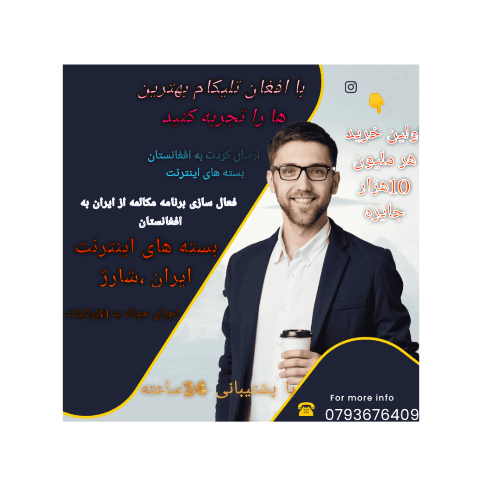 با افغان تلیکام بهترین
ها را تجربه کنید
ارسال کردت به افغانستان
بسته های اینترنت
فعال سازی برنامه مکالمه از ایران به
افغانستان
بسته های اینترنت
ایران ،شارژ
ولین خرید
هر ملیون
10هزار
جایزه
با پشتیبانی 24ساعته
For more info
0793676409